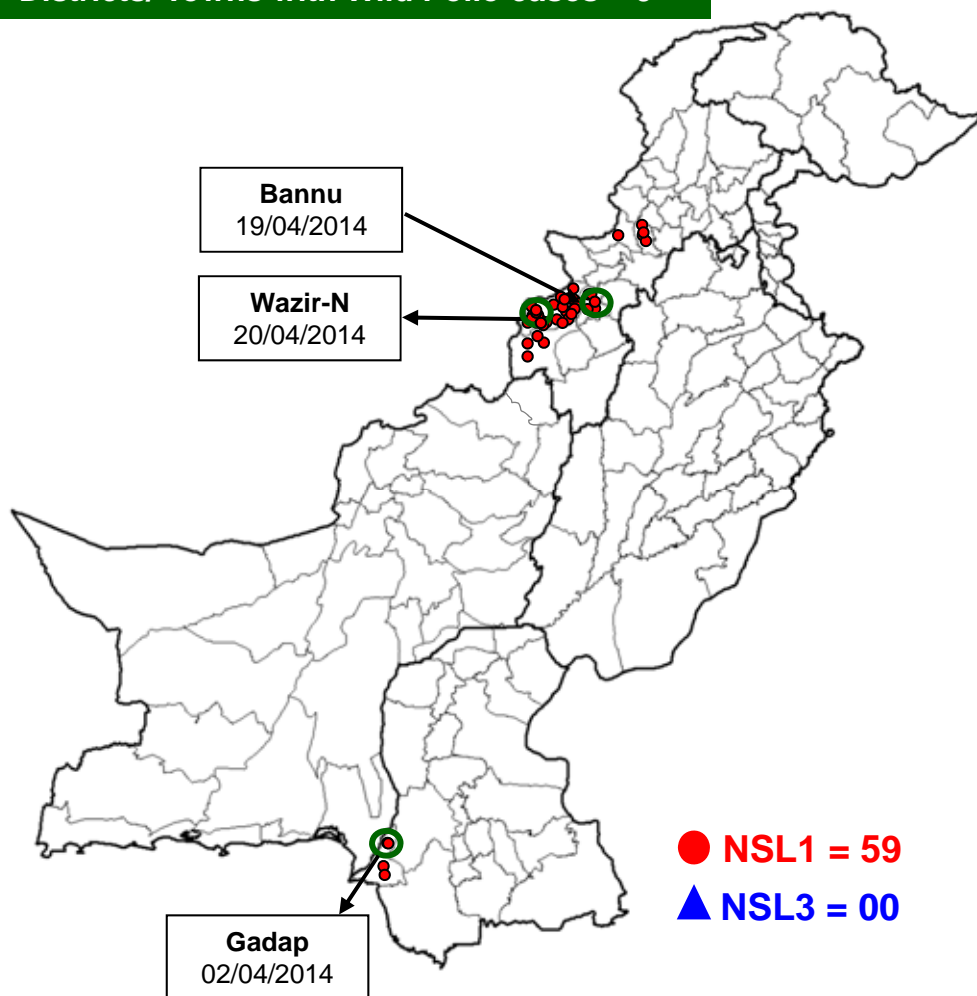 Bannu
19/04/2014
Wazir-N
20/04/2014
NSL1 = 59
NSL3 = 00
Gadap
02/04/2014